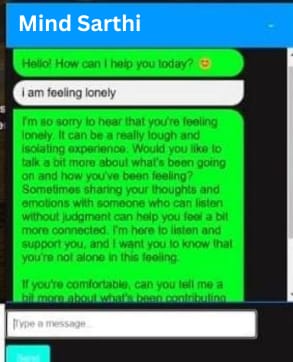 Mind Sarthi
-
Hello! How can I help you today? 😊
i am feeling lonely
I'm so sorry to hear that you're feeling
lonely. It can be a really tough and
isolating experience. Would you like to
talk a bit more about what's been going
on and how you've been feeling?
Sometimes sharing your thoughts and
emotions with someone who can listen
without judgment can help you feel a bit
more connected. I'm here to listen and
support you, and I want you to know that
you're not alone in this feeling.
If you're comfortable, can you tell me a
bit more about what's been contributing
Type a message...
Send